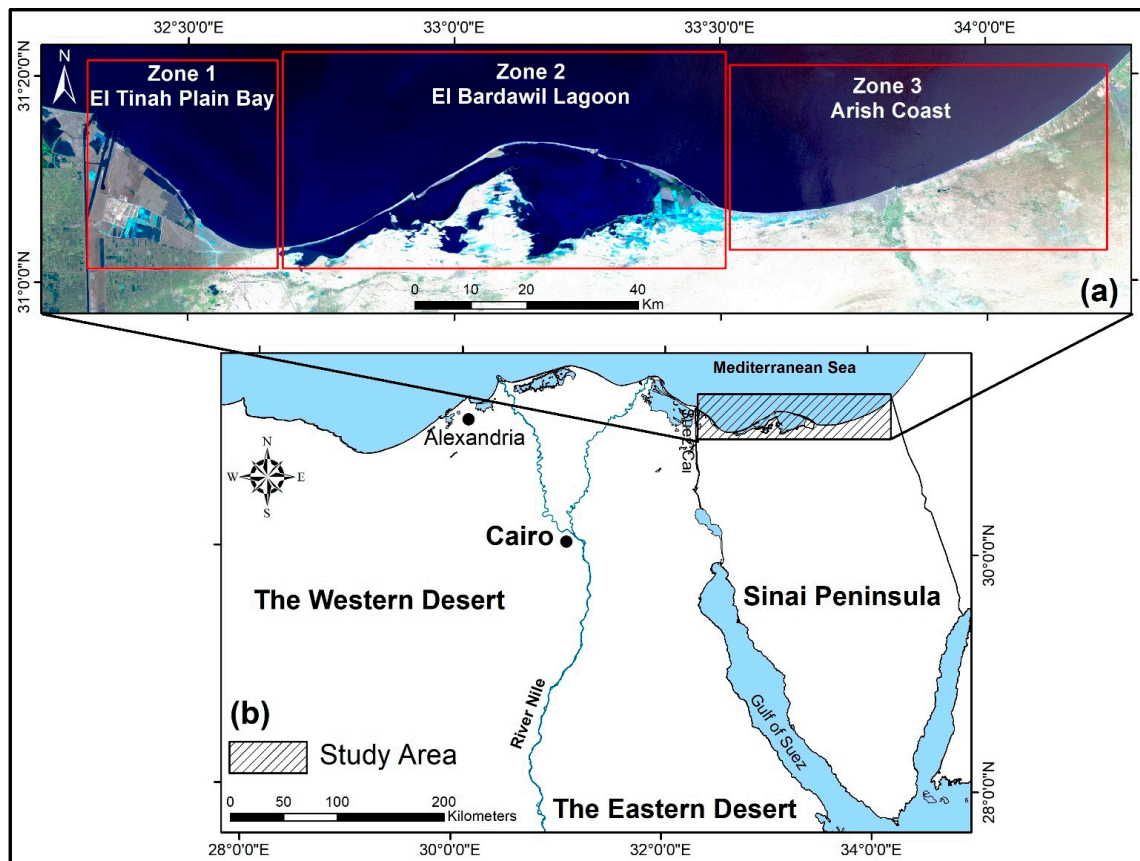 32°30'0"E
33°0'0"E
33°30'0"E
34°0'0"E
31°20'0"N
31°0'0"N
N
Zone 1
El Tinah Plain Bay
Zone 2
El Bardawil Lagoon
Zone 3
Arish Coast
0 10 20 40
Km
(a)
Mediterranean Sea
Alexandria
Suez Cal
N
W E
S
Cairo
30°0'0"N
The Western Desert
Sinai Peninsula
River Nile
Gulf of Suez
(b)
Study Area
0 50 100 200
Kilometers
The Eastern Desert
28°0'0"N
28°0'0"E
30°0'0"E
32°0'0"E
34°0'0"E